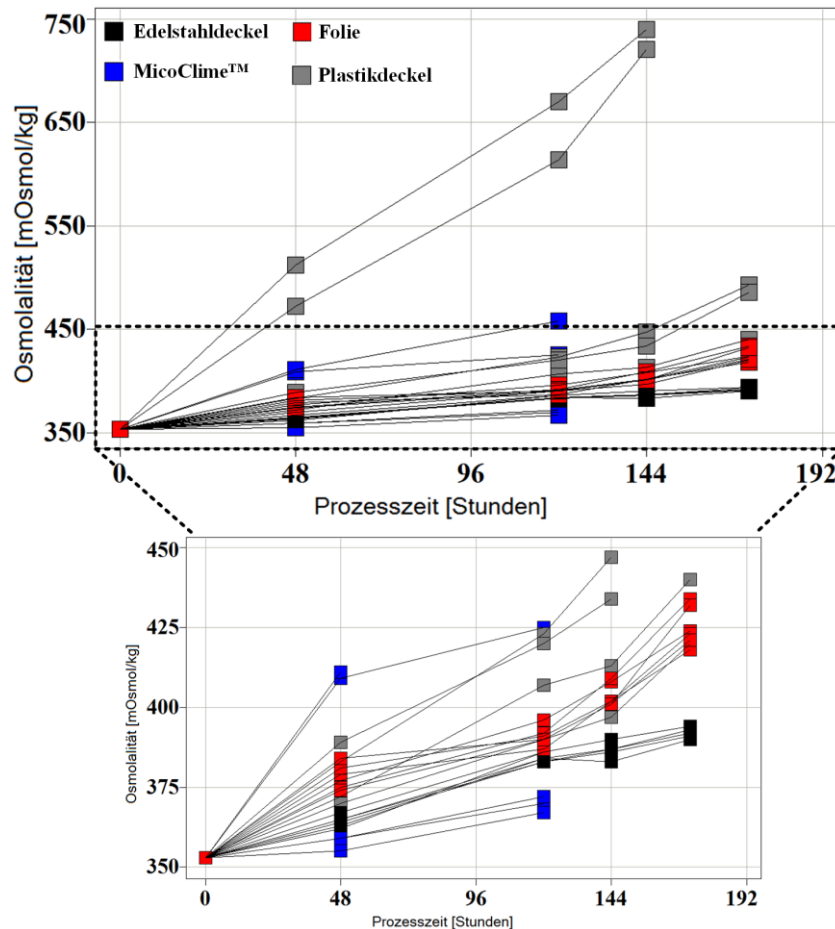 750
650
550
450
350
Osmolalität [mOsmol/kg]
Edelstahldeckel
Folie
MicoClime™
Plastikdeckel
0 48 96 144 192
Prozesszeit [Stunden]
450
425
400
375
350
Osmolalität [mOsmol/kg]
0 48 96 144 192
Prozesszeit [Stunden]